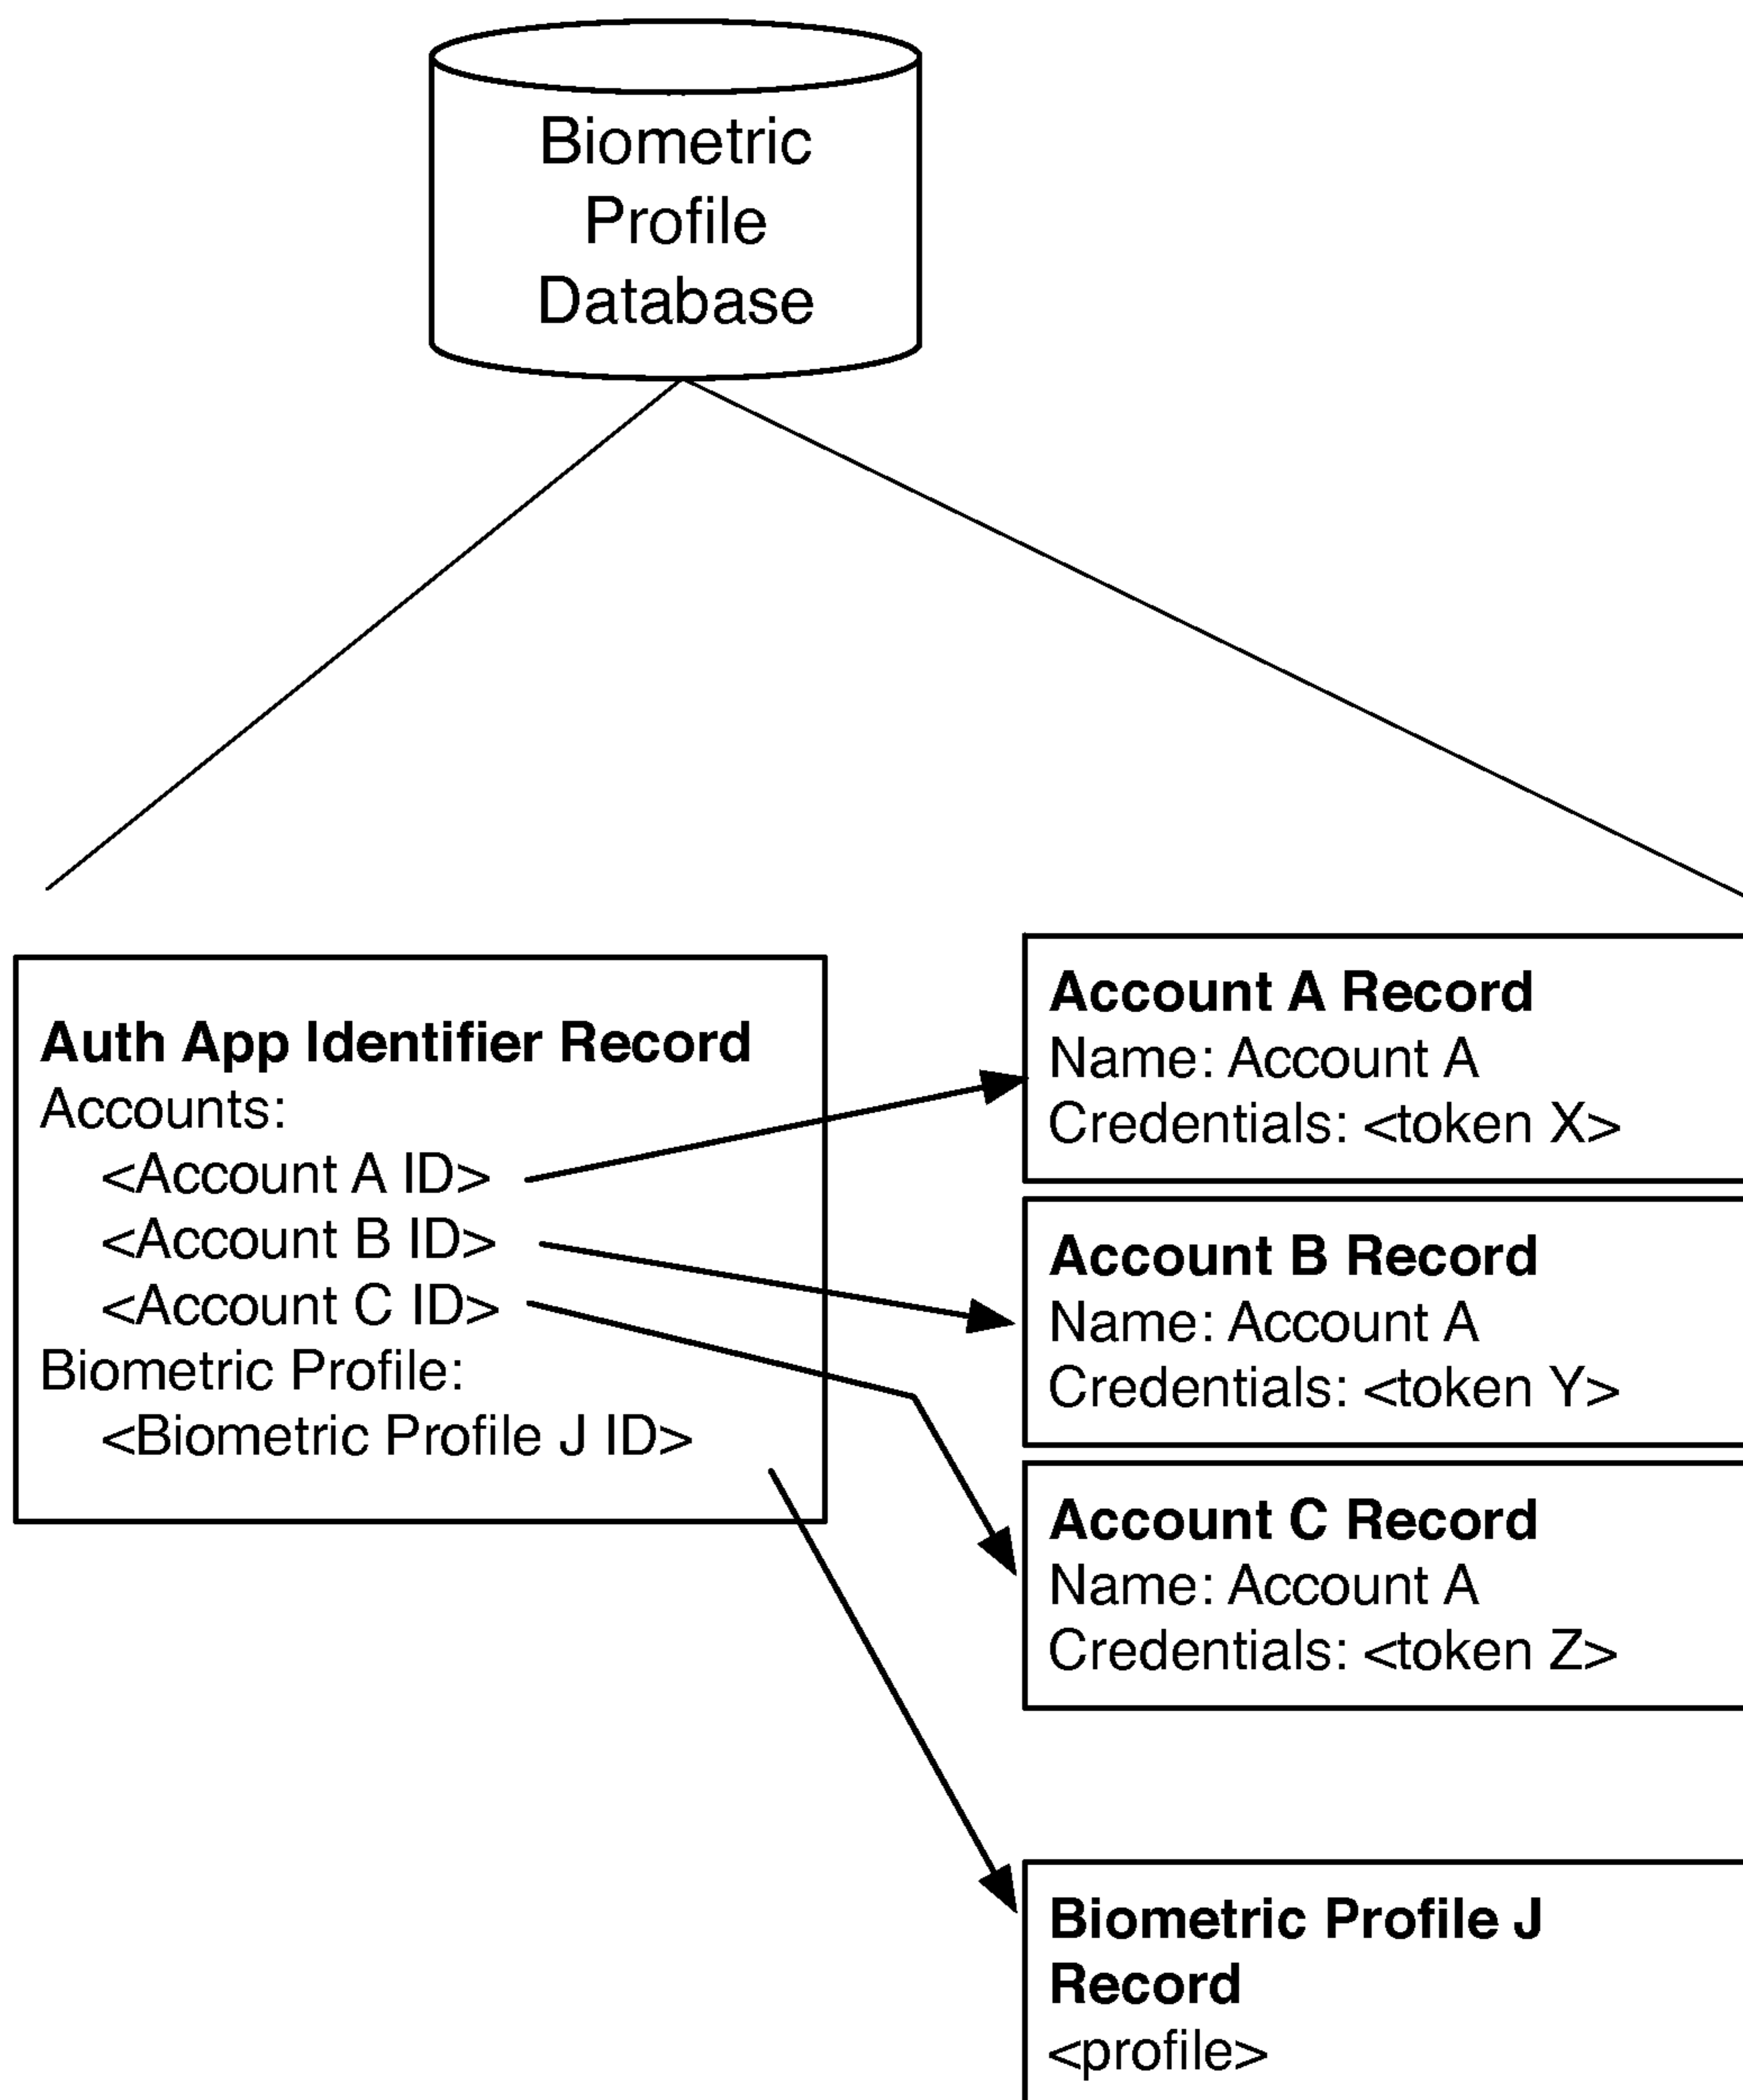 Biometric
Profile
Database
Auth App Identifier Record
Accounts:
<Account A ID>
<Account B ID>
<Account C ID>
Biometric Profile:
<Biometric Profile J ID>
Account A Record
Name: Account A
Credentials: <token X>
Account B Record
Name: Account A
Credentials: <token Y>
Account C Record
Name: Account A
Credentials: <token Z>
Biometric Profile J
Record
<profile>